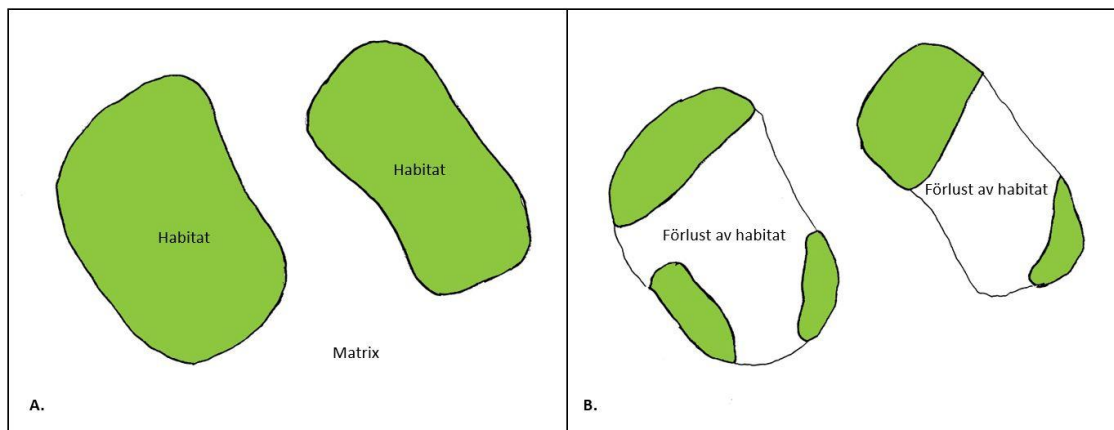 Habitat
Habitat
Matrix
A.
Förlust av habitat
Förlust av habitat
B.